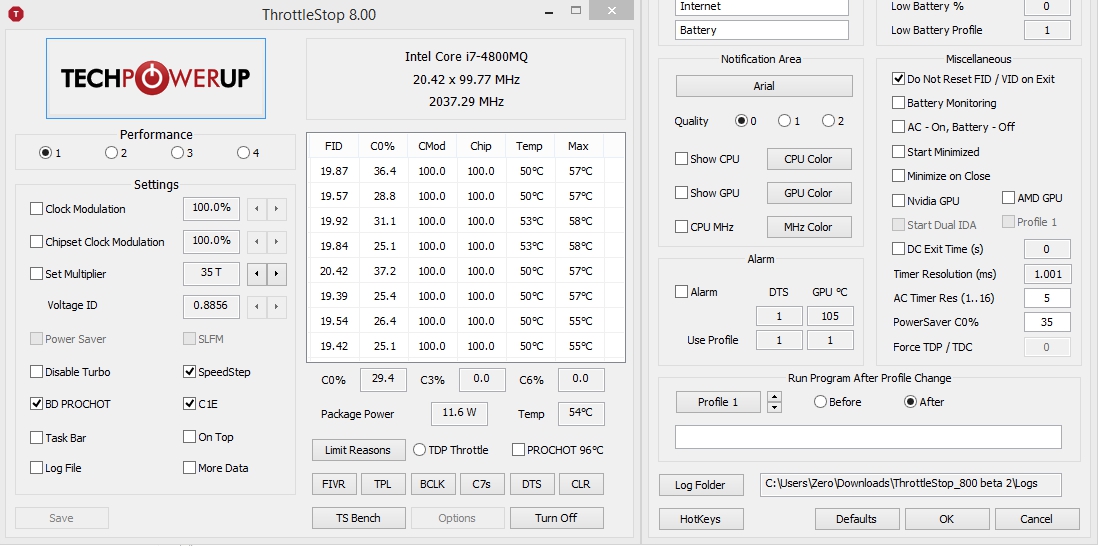 ThrottleStop 8.00
TECHPOWERUP
Intel Core i7-4800MQ
20.42 x 99.77 MHz
2037.29 MHz
Performance
1 2 3 4
Settings
Clock Modulation 100.0%
Chipset Clock Modulation 100.0%
Set Multiplier 35 T
Voltage ID 0.8856
Power Saver SLFM
Disable Turbo SpeedStep
BD PROCHOT C1E
Task Bar On Top
Log File More Data
Save
FID C0% CMod Chip Temp Max
19.87 36.4 100.0 100.0 50°C 57°C
19.57 28.8 100.0 100.0 50°C 57°C
19.92 31.1 100.0 100.0 53°C 58°C
19.84 25.1 100.0 100.0 53°C 58°C
20.42 37.2 100.0 100.0 50°C 57°C
19.39 25.4 100.0 100.0 50°C 57°C
19.54 26.4 100.0 100.0 50°C 55°C
19.42 25.1 100.0 100.0 50°C 55°C
C0% 29.4 C3% 0.0 C6% 0.0
Package Power 11.6 W Temp 54°C
Limit Reasons TDP Throttle PROCHOT 96°C
FIVR TPL BCLK C7s DTS CLR
TS Bench Options Turn Off
Internet
Battery
Notification Area
Arial
Quality 0 1 2
Show CPU CPU Color
Show GPU GPU Color
CPU MHz MHz Color
Alarm
Alarm DTS GPU °C
1 105
Use Profile 1 1
Low Battery % 0
Low Battery Profile 1
Miscellaneous
Do Not Reset FID / VID on Exit
Battery Monitoring
AC - On, Battery - Off
Start Minimized
Minimize on Close
Nvidia GPU AMD GPU
Start Dual IDA Profile 1
DC Exit Time (s) 0
Timer Resolution (ms) 1.001
AC Timer Res (1..16) 5
PowerSaver C0% 35
Force TDP / TDC 0
Run Program After Profile Change
Profile 1 Before After
Log Folder C:\Users\Zero\Downloads\ThrottleStop_800 beta 2\Logs
HotKeys Defaults OK Cancel